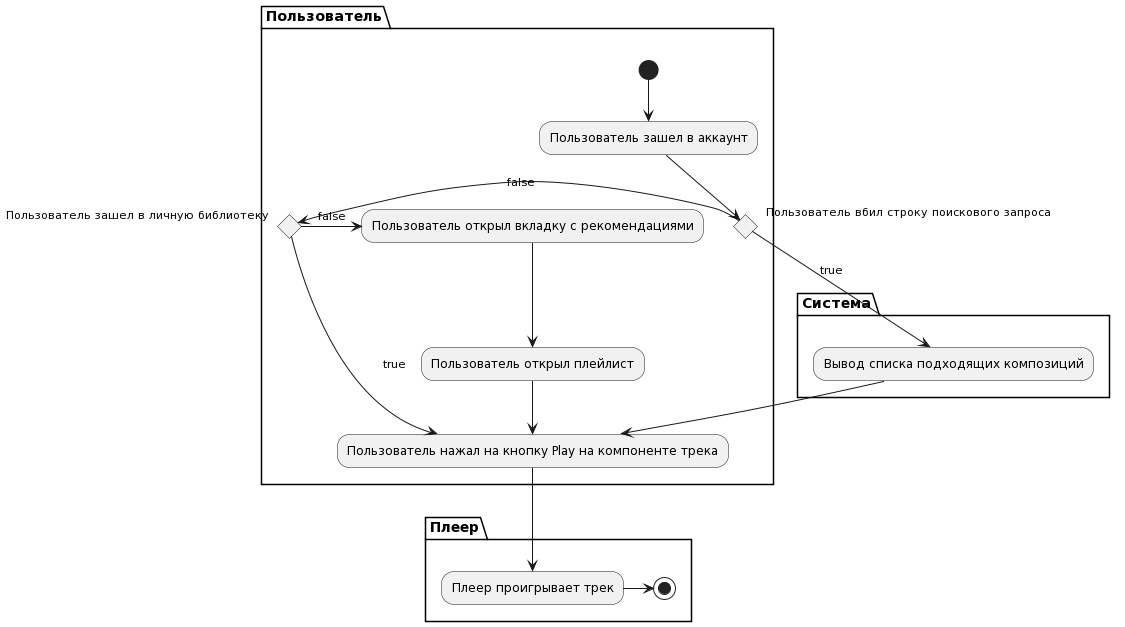 Пользователь
Пользователь зашел в аккаунт
false
Пользователь зашел в личную библиотеку
false
Пользователь открыл вкладку с рекомендациями
Пользователь вбил строку поискового запроса
true
Система
Вывод списка подходящих композиций
true
Пользователь открыл плейлист
Пользователь нажал на кнопку Play на компоненте трека
Плеер
Плеер проигрывает трек